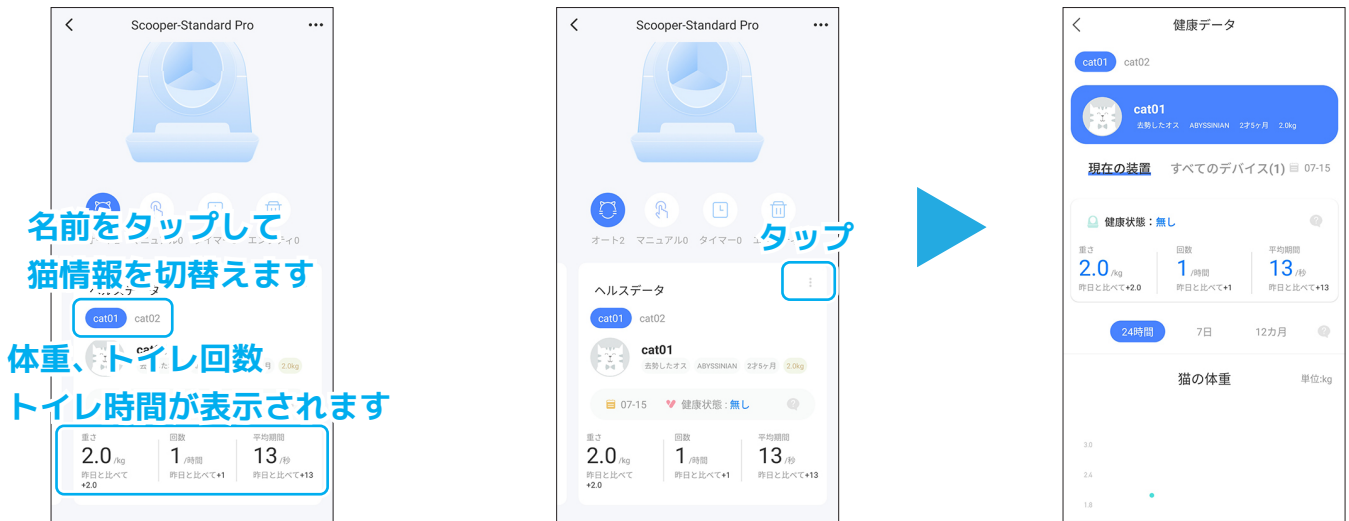 Scooper-Standard Pro
名前をタップして
猫情報を切替えます
cat01 cat02
体重、トイレ回数
トイレ時間が表示されます
2.0kg
重さ 回数 平均期間
2.0 /kg 1 /時間 13 /秒
昨日と比べて 昨日と比べて+1 昨日と比べて+13
+2.0
Scooper-Standard Pro
オート2 マニュアル0 タイマー0
タップ
ヘルスデータ
cat01 cat02
cat01
去勢したオス ABYSSINIAN 2才5ヶ月 2.0kg
07-15 健康状態 : 無し
重さ 回数 平均期間
2.0 /kg 1 /時間 13 /秒
昨日と比べて 昨日と比べて+1 昨日と比べて+13
+2.0
健康データ
cat01 cat02
cat01
去勢したオス ABYSSINIAN 2才5ヶ月 2.0kg
現在の装置 すべてのデバイス(1) 07-15
健康状態：無し
重さ 回数 平均期間
2.0 /kg 1 /時間 13 /秒
昨日と比べて+2.0 昨日と比べて+1 昨日と比べて+13
24時間 7日 12カ月
猫の体重 単位:kg
3.0
2.4
1.8